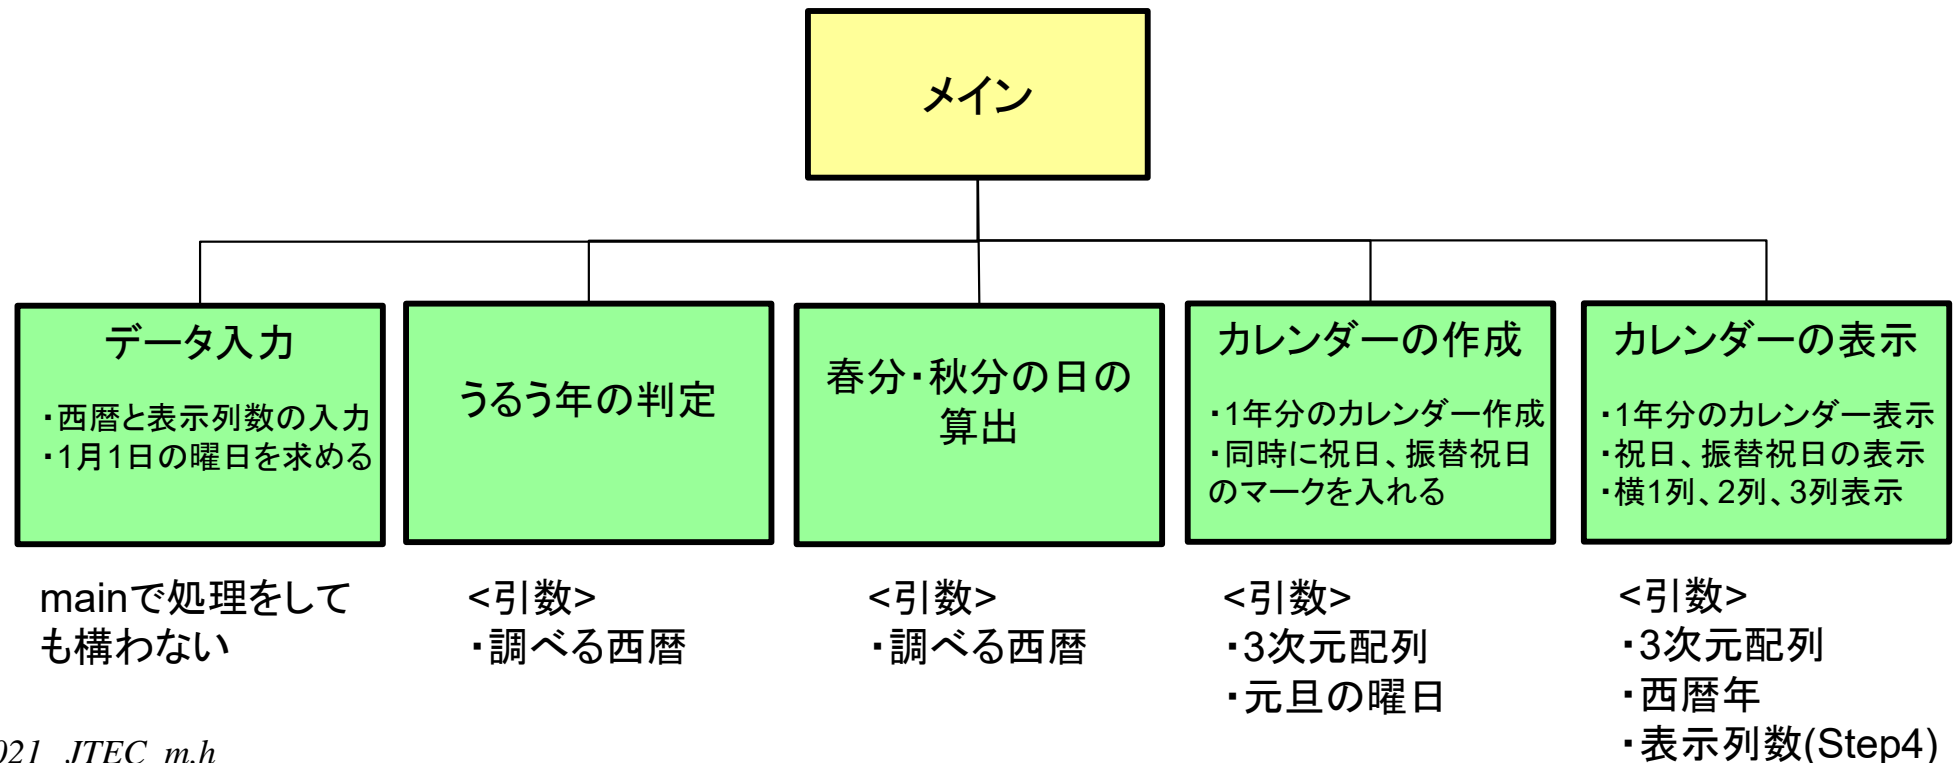 メイン
データ入力
・西暦と表示列数の入力
・1月1日の曜日を求める
うるう年の判定
春分・秋分の日の
算出
カレンダーの作成
・1年分のカレンダー作成
・同時に祝日、振替祝日
のマークを入れる
カレンダーの表示
・1年分のカレンダー表示
・祝日、振替祝日の表示
・横1列、2列、3列表示
mainで処理をして
も構わない
<引数>
・調べる西暦
<引数>
・調べる西暦
<引数>
・3次元配列
・元旦の曜日
<引数>
・3次元配列
・西暦年
・表示列数(Step4)
021 JTEC m.h